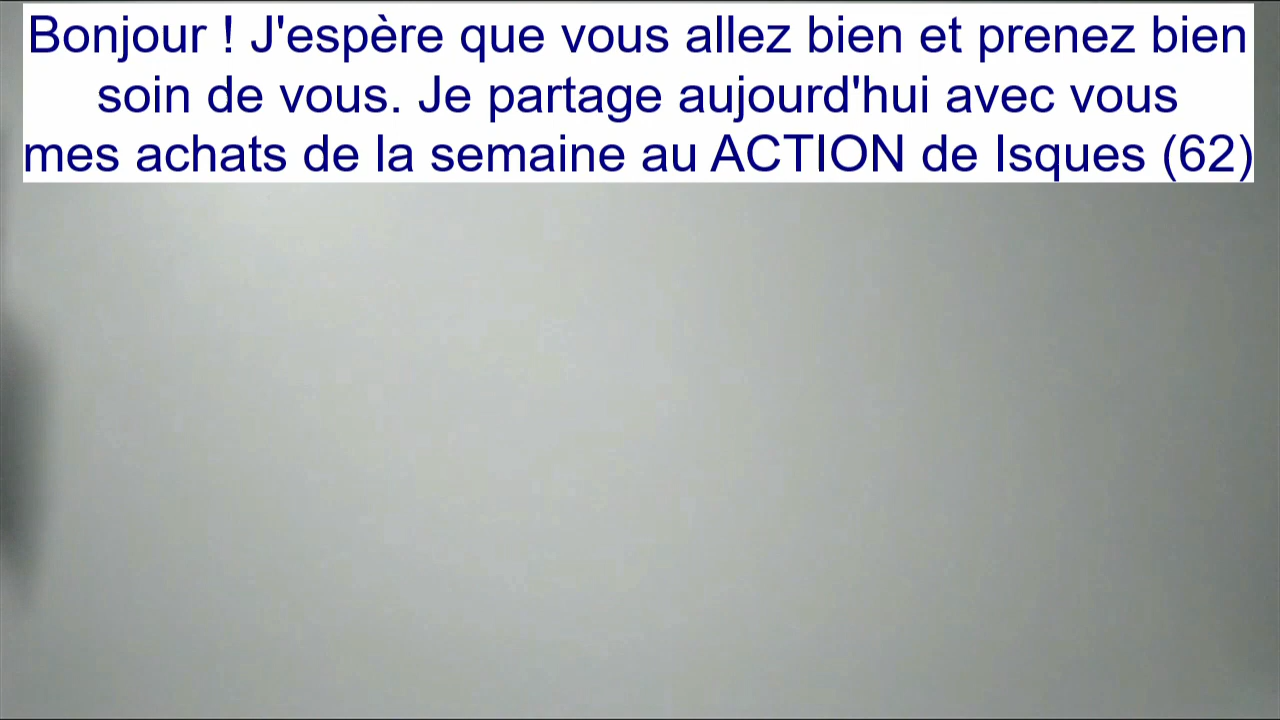 Bonjour ! J'espère que vous allez bien et prenez bien
soin de vous. Je partage aujourd'hui avec vous
mes achats de la semaine au ACTION de Isques (62)